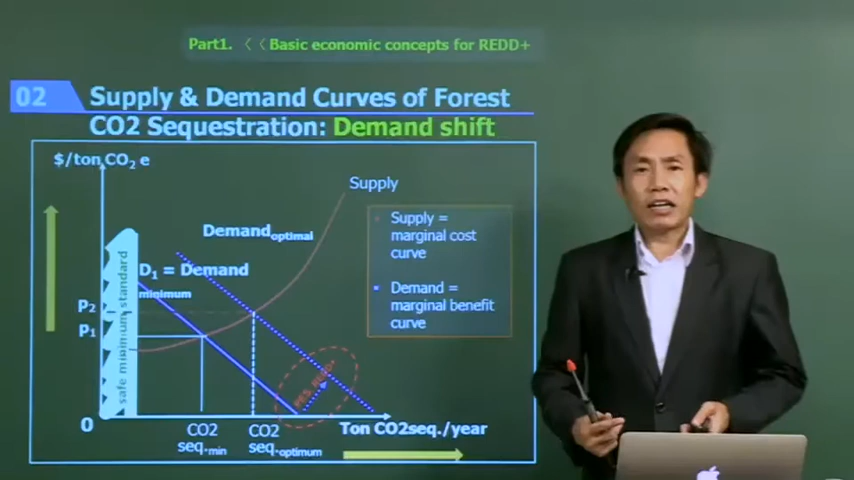 Part1. 〈〈 Basic economic concepts for REDD+
02
Supply & Demand Curves of Forest
CO2 Sequestration: Demand shift
$/ton CO2 e
Supply
Demand optimal
Supply =
marginal cost
curve
Demand =
marginal benefit
curve
D1 = Demand
minimum
safe minimum standard
P2
P1
0
CO2
seq.min
CO2
seq.optimum
Ton CO2seq./year